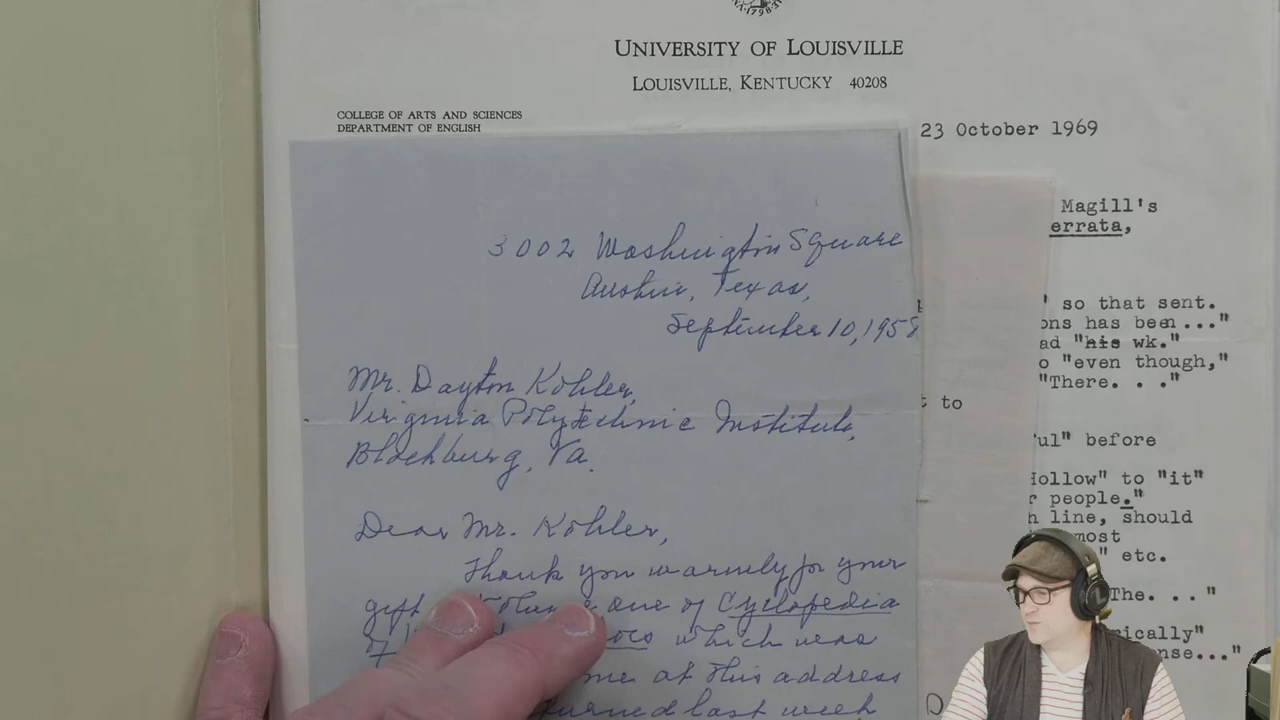 UNIVERSITY OF LOUISVILLE
LOUISVILLE, KENTUCKY 40208
COLLEGE OF ARTS AND SCIENCES
DEPARTMENT OF ENGLISH
23 October 1969
Magill's
errata,
" so that sent.
ons has been..."
ad "his wk."
o "even though,"
"There. . ."
t to
ul" before
Hollow" to "it"
r people."
h line, should
most
" etc.
The. . ."
rically"
nse..."
3002 Washington Square
Austin, Texas,
September 10, 1958
Mr. Dayton Kohler,
Virginia Polytechnic Institute,
Blacksburg, Va.
Dear Mr. Kohler,
Thank you warmly for your
gift one of Cyclopedia
which was
me at this address
turned last week